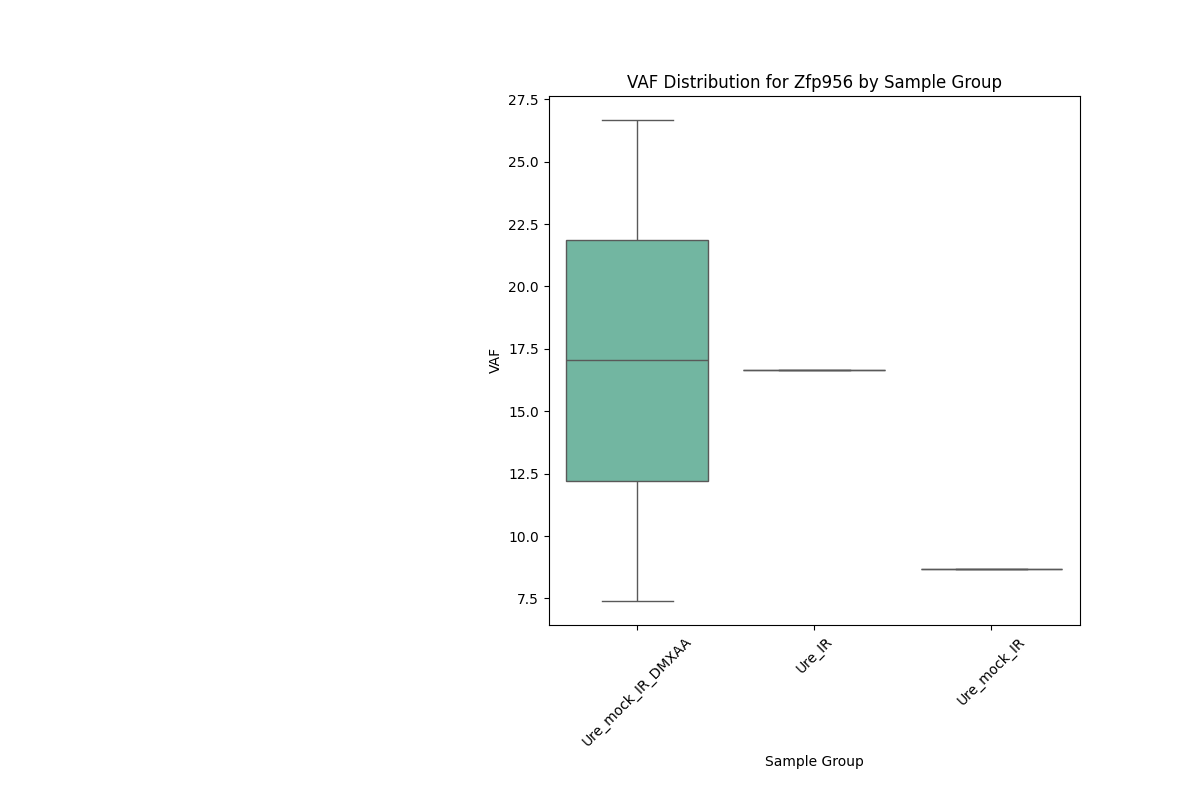 VAF Distribution for Zfp956 by Sample Group
27.5
25.0
22.5
20.0
17.5
15.0
12.5
10.0
7.5
VAF
Ure_mock_IR_DMXAA
Ure_IR
Ure_mock_IR
Sample Group